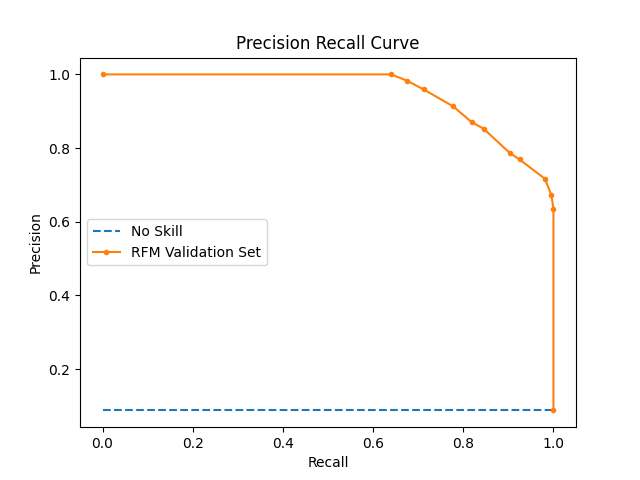 Precision Recall Curve
1.0
0.8
0.6
0.4
0.2
Precision
No Skill
RFM Validation Set
0.0 0.2 0.4 0.6 0.8 1.0
Recall